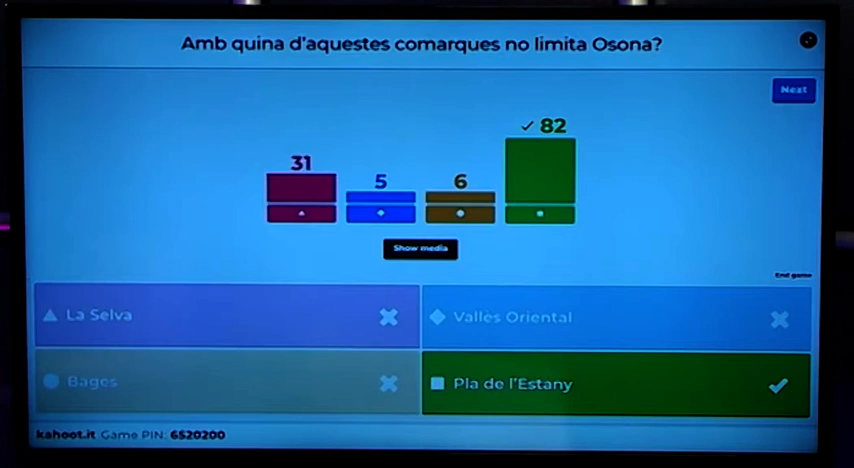 Amb quina d'aquestes comarques no limita Osona?
Next
82
31
5
6
Show media
End game
La Selva
Vallès Oriental
Bages
Pla de l'Estany
kahoot.it Game PIN: 6520200